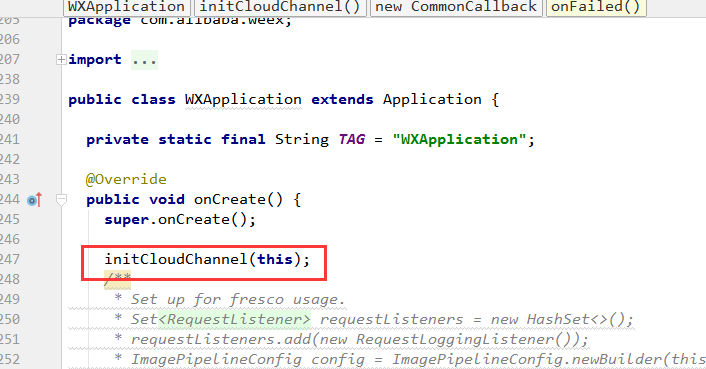 WXApplication initCloudChannel() new CommonCallback onFailed()
205 package com.alibaba.weex;
206
207 import ...
238
239 public class WXApplication extends Application {
240
241 private static final String TAG = "WXApplication";
242
243 @Override
244 public void onCreate() {
245 super.onCreate();
246
247 initCloudChannel(this);
248 /**
249 * Set up for fresco usage.
250 * Set<RequestListener> requestListeners = new HashSet<>();
251 * requestListeners.add(new RequestLoggingListener());
252 * ImagePipelineConfig config = ImagePipelineConfig.newBuilder(this